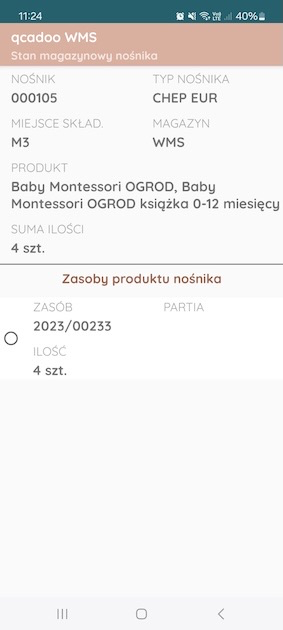 11:24
40%
qcadoo WMS
Stan magazynowy nośnika
NOŚNIK TYP NOŚNIKA
000105 CHEP EUR
MIEJSCE SKŁAD. MAGAZYN
M3 WMS
PRODUKT
Baby Montessori OGROD, Baby
Montessori OGROD książka 0-12 miesięcy
SUMA ILOŚCI
4 szt.
Zasoby produktu nośnika
ZASÓB PARTIA
2023/00233
ILOŚĆ
4 szt.